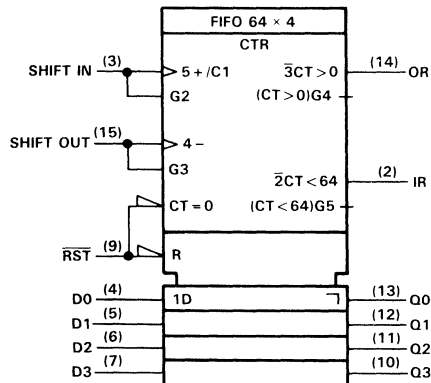 FIFO 64 × 4
CTR
SHIFT IN (3) 5+/C1 3̅CT>0 (14) OR
G2 (CT>0)G4
SHIFT OUT (15) 4−
G3 2̅CT<64 (2) IR
CT=0 (CT<64)G5
R̅S̅T̅ (9) R
D0 (4) 1D ¬ (13) Q0
D1 (5) (12) Q1
D2 (6) (11) Q2
D3 (7) (10) Q3